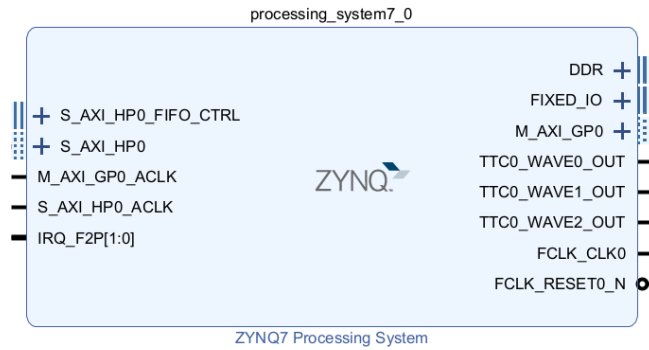 processing_system7_0
S_AXI_HP0_FIFO_CTRL
S_AXI_HP0
M_AXI_GP0_ACLK
S_AXI_HP0_ACLK
IRQ_F2P[1:0]
ZYNQ
DDR
FIXED_IO
M_AXI_GP0
TTC0_WAVE0_OUT
TTC0_WAVE1_OUT
TTC0_WAVE2_OUT
FCLK_CLK0
FCLK_RESET0_N
ZYNQ7 Processing System